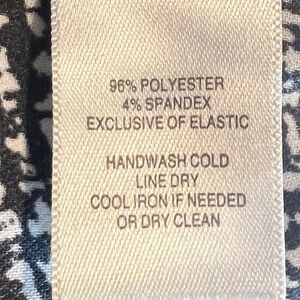 96% POLYESTER
4% SPANDEX
EXCLUSIVE OF ELASTIC
HANDWASH COLD
LINE DRY
COOL IRON IF NEEDED
OR DRY CLEAN